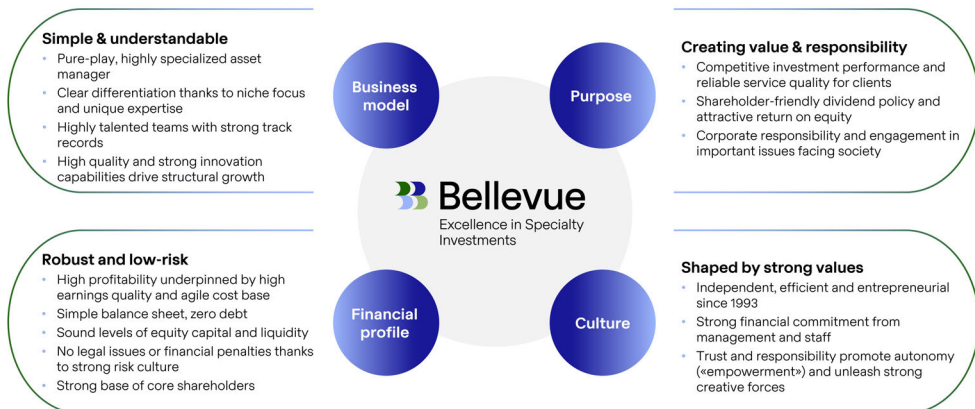 Simple & understandable
• Pure-play, highly specialized asset
manager
• Clear differentiation thanks to niche focus
and unique expertise
• Highly talented teams with strong track
records
• High quality and strong innovation
capabilities drive structural growth
Business
model
Purpose
Creating value & responsibility
• Competitive investment performance and
reliable service quality for clients
• Shareholder-friendly dividend policy and
attractive return on equity
• Corporate responsibility and engagement in
important issues facing society
Bellevue
Excellence in Specialty
Investments
Robust and low-risk
• High profitability underpinned by high
earnings quality and agile cost base
• Simple balance sheet, zero debt
• Sound levels of equity capital and liquidity
• No legal issues or financial penalties thanks
to strong risk culture
• Strong base of core shareholders
Financial
profile
Culture
Shaped by strong values
• Independent, efficient and entrepreneurial
since 1993
• Strong financial commitment from
management and staff
• Trust and responsibility promote autonomy
(«empowerment») and unleash strong
creative forces